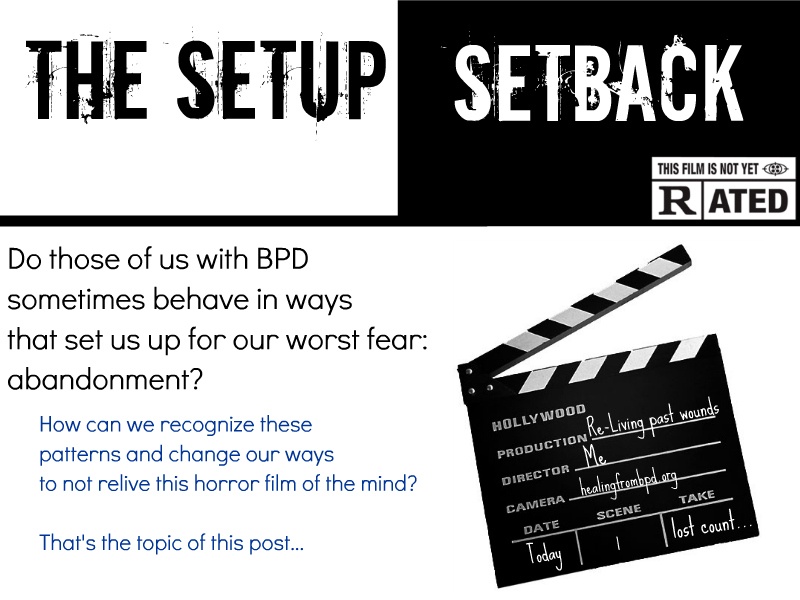 THE SETUP SETBACK
THIS FILM IS NOT YET
R ATED
Do those of us with BPD
sometimes behave in ways
that set us up for our worst fear:
abandonment?
How can we recognize these
patterns and change our ways
to not relive this horror film of the mind?
That's the topic of this post...
HOLLYWOOD
PRODUCTION Re-Living past wounds
DIRECTOR Me
CAMERA healingfrombpd.org
DATE SCENE TAKE
Today 1 lost count...